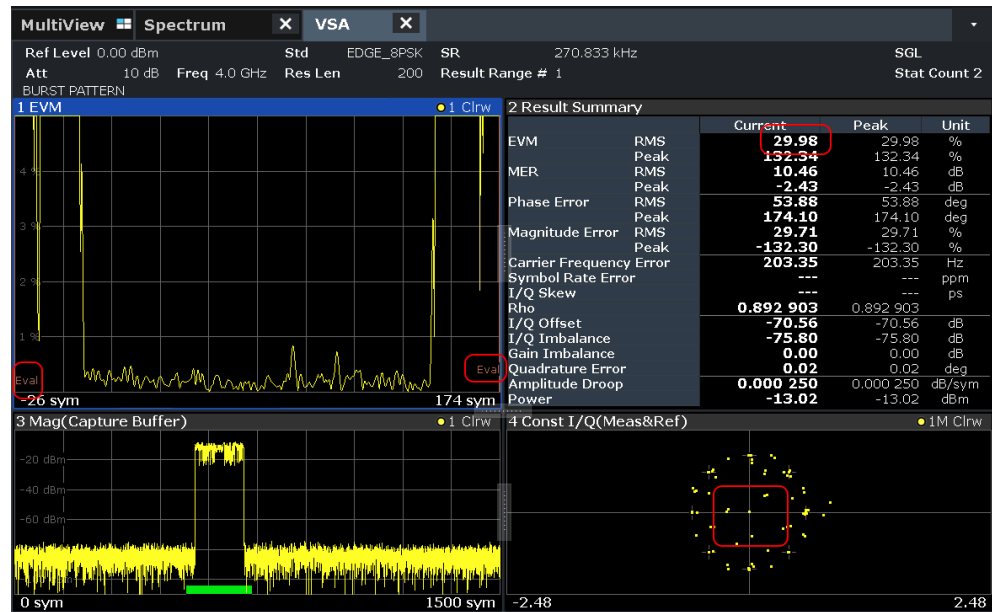 MultiView Spectrum X VSA X
Ref Level 0.00 dBm Std EDGE_8PSK SR 270.833 kHz SGL
Att 10 dB Freq 4.0 GHz Res Len 200 Result Range # 1 Stat Count 2
BURST PATTERN
1 EVM 1 Clrw
4 %
3 %
2 %
1 %
Eval Eval
-26 sym 174 sym
2 Result Summary
Current Peak Unit
EVM RMS 29.98 29.98 %
Peak 132.34 132.34 %
MER RMS 10.46 10.46 dB
Peak -2.43 -2.43 dB
Phase Error RMS 53.88 53.88 deg
Peak 174.10 174.10 deg
Magnitude Error RMS 29.71 29.71 %
Peak -132.30 -132.30 %
Carrier Frequency Error 203.35 203.35 Hz
Symbol Rate Error --- --- ppm
I/Q Skew --- --- ps
Rho 0.892 903 0.892 903
I/Q Offset -70.56 -70.56 dB
I/Q Imbalance -75.80 -75.80 dB
Gain Imbalance 0.00 0.00 dB
Quadrature Error 0.02 0.02 deg
Amplitude Droop 0.000 250 0.000 250 dB/sym
Power -13.02 -13.02 dBm
3 Mag(Capture Buffer) 1 Clrw
-20 dBm
-40 dBm
-60 dBm
0 sym 1500 sym
4 Const I/Q(Meas&Ref) 1M Clrw
-2.48 2.48